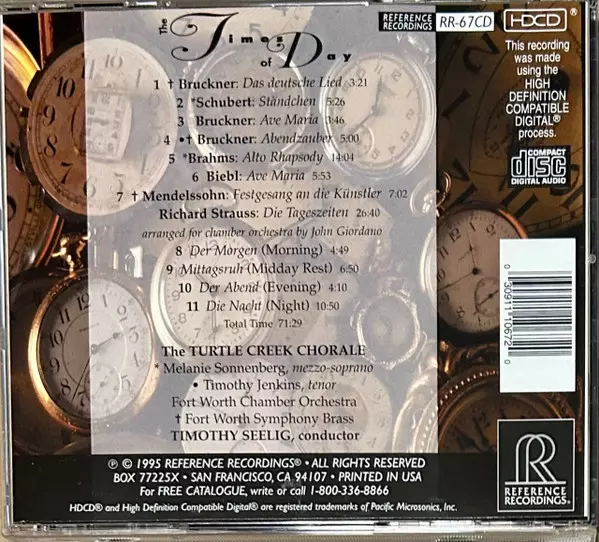 The Times of Day
REFERENCE RECORDINGS RR-67CD HDCD®
1 † Bruckner: Das deutsche Lied 3:21
2 *Schubert: Ständchen 5:26
3 Bruckner: Ave Maria 3:46
4 •† Bruckner: Abendzauber 5:00
5 *Brahms: Alto Rhapsody 14:04
6 Biebl: Ave Maria 5:53
7 † Mendelssohn: Festgesang an die Künstler 7:02
Richard Strauss: Die Tageszeiten 26:40
arranged for chamber orchestra by John Giordano
8 Der Morgen (Morning) 4:49
9 Mittagsruh (Midday Rest) 6:50
10 Der Abend (Evening) 4:10
11 Die Nacht (Night) 10:50
Total Time 71:29
The TURTLE CREEK CHORALE
* Melanie Sonnenberg, mezzo-soprano
• Timothy Jenkins, tenor
Fort Worth Chamber Orchestra
† Fort Worth Symphony Brass
TIMOTHY SEELIG, conductor
This recording
was made
using the
HIGH
DEFINITION
COMPATIBLE
DIGITAL®
process.
COMPACT
disc
DIGITAL AUDIO
0 30911 10672 0
℗ © 1995 REFERENCE RECORDINGS® • ALL RIGHTS RESERVED
BOX 77225X • SAN FRANCISCO, CA 94107 • PRINTED IN USA
For FREE CATALOGUE, write or call 1-800-336-8866
HDCD® and High Definition Compatible Digital® are registered trademarks of Pacific Microsonics, Inc.
R
REFERENCE
RECORDINGS®